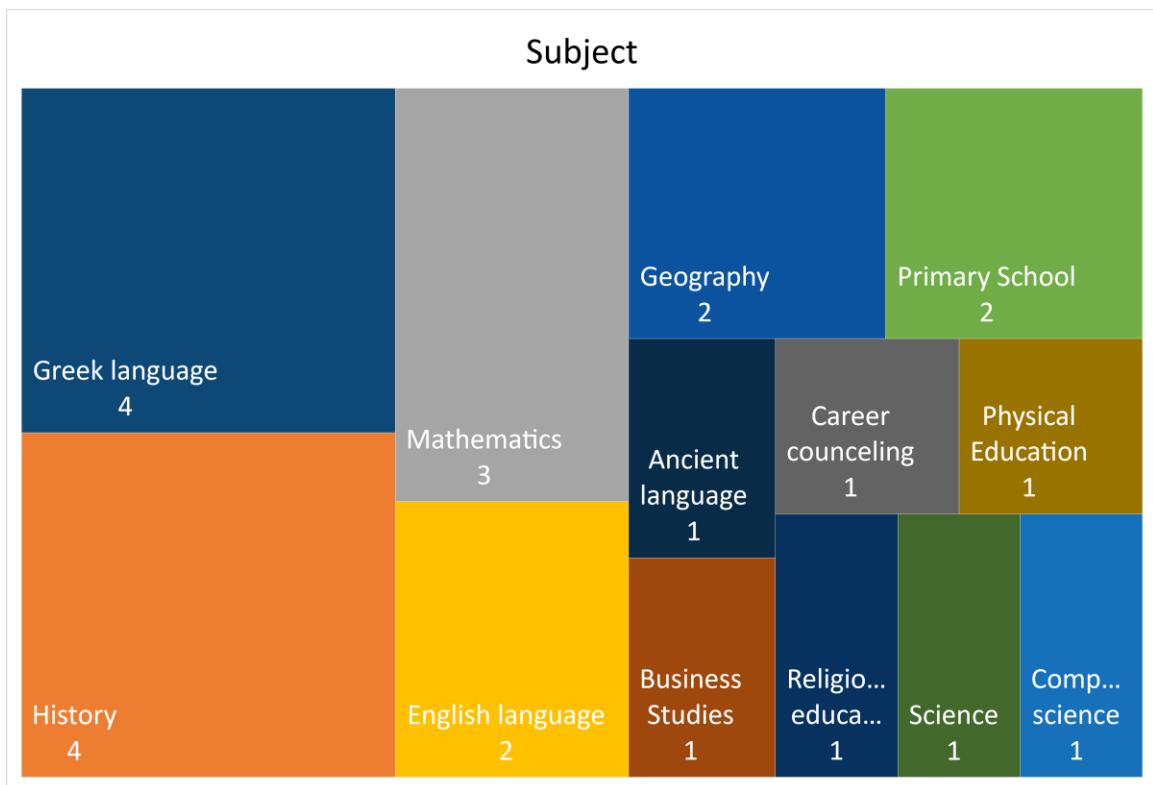 Subject
Greek language
4
History
4
Mathematics
3
English language
2
Geography
2
Primary School
2
Ancient
language
1
Business
Studies
1
Career
counceling
1
Physical
Education
1
Religio...
educa...
1
Science
1
Comp...
science
1